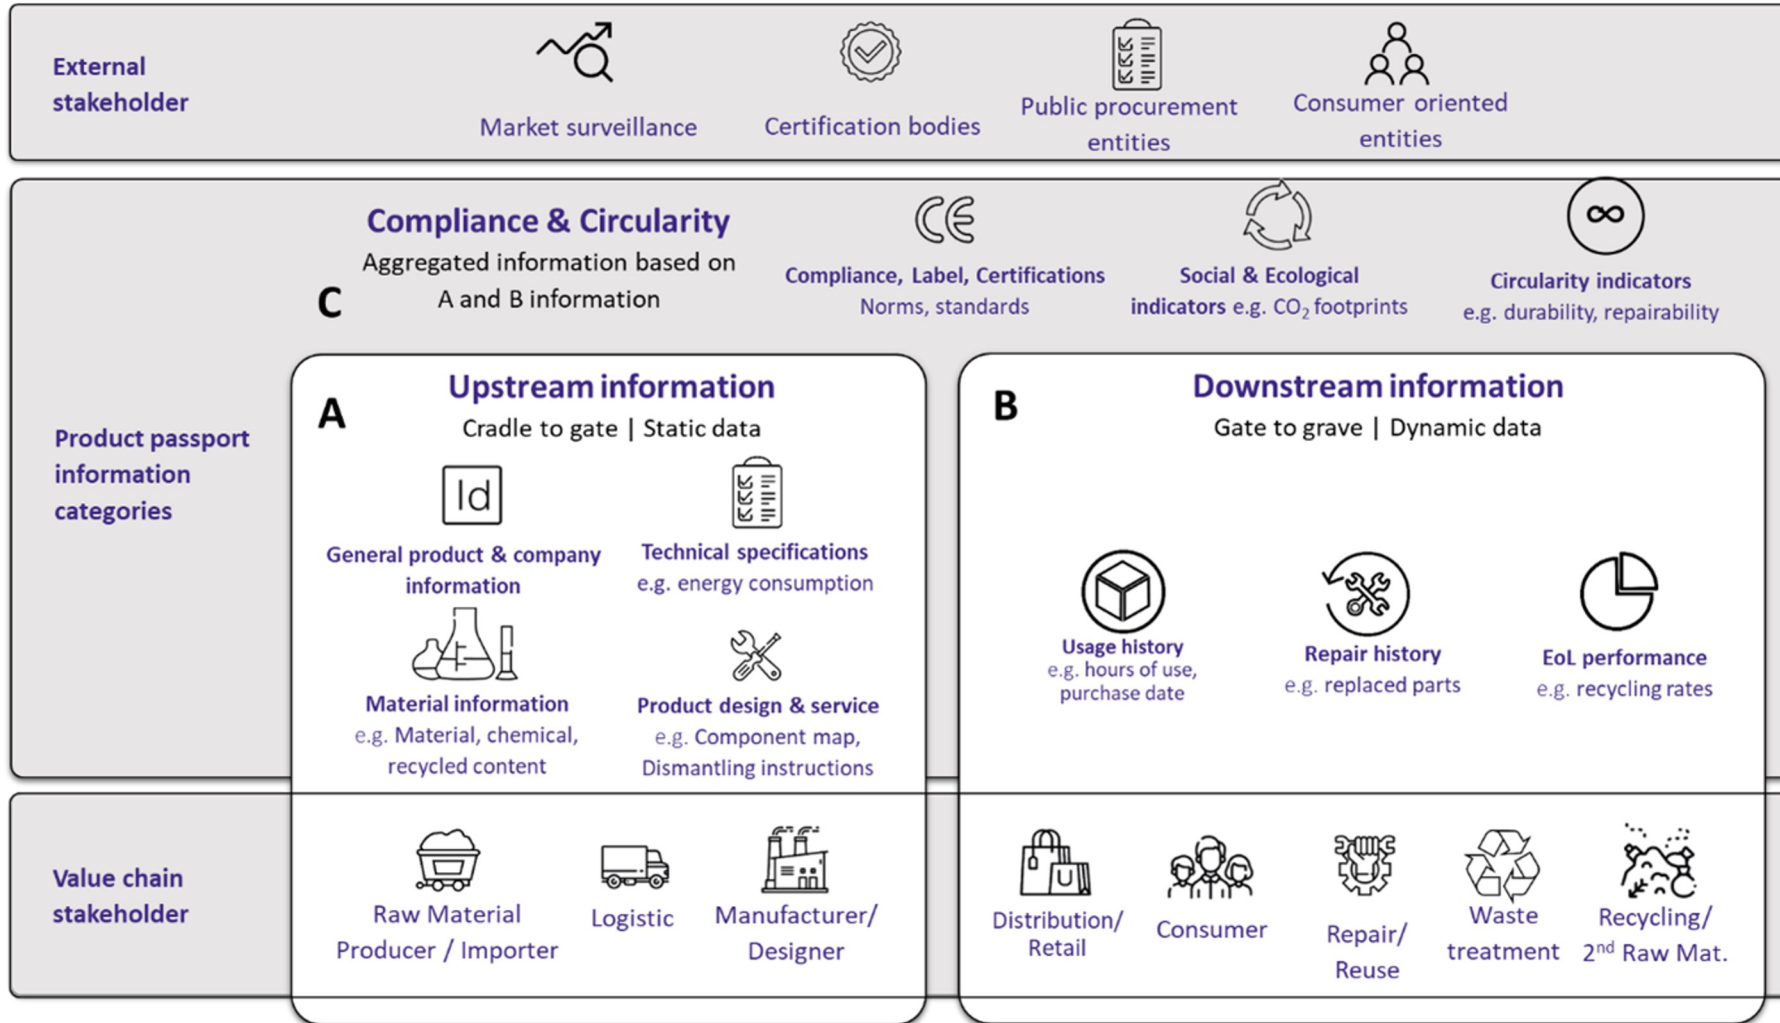 External
stakeholder
Market surveillance
Certification bodies
Public procurement
entities
Consumer oriented
entities
Product passport
information
categories
C
Compliance & Circularity
Aggregated information based on
A and B information
CE
Compliance, Label, Certifications
Norms, standards
Social & Ecological
indicators e.g. CO₂ footprints
Circularity indicators
e.g. durability, repairability
A
Upstream information
Cradle to gate | Static data
Id
General product & company
information
Technical specifications
e.g. energy consumption
Material information
e.g. Material, chemical,
recycled content
Product design & service
e.g. Component map,
Dismantling instructions
B
Downstream information
Gate to grave | Dynamic data
Usage history
e.g. hours of use,
purchase date
Repair history
e.g. replaced parts
EoL performance
e.g. recycling rates
Value chain
stakeholder
Raw Material
Producer / Importer
Logistic
Manufacturer/
Designer
Distribution/
Retail
Consumer
Repair/
Reuse
Waste
treatment
Recycling/
2nd Raw Mat.